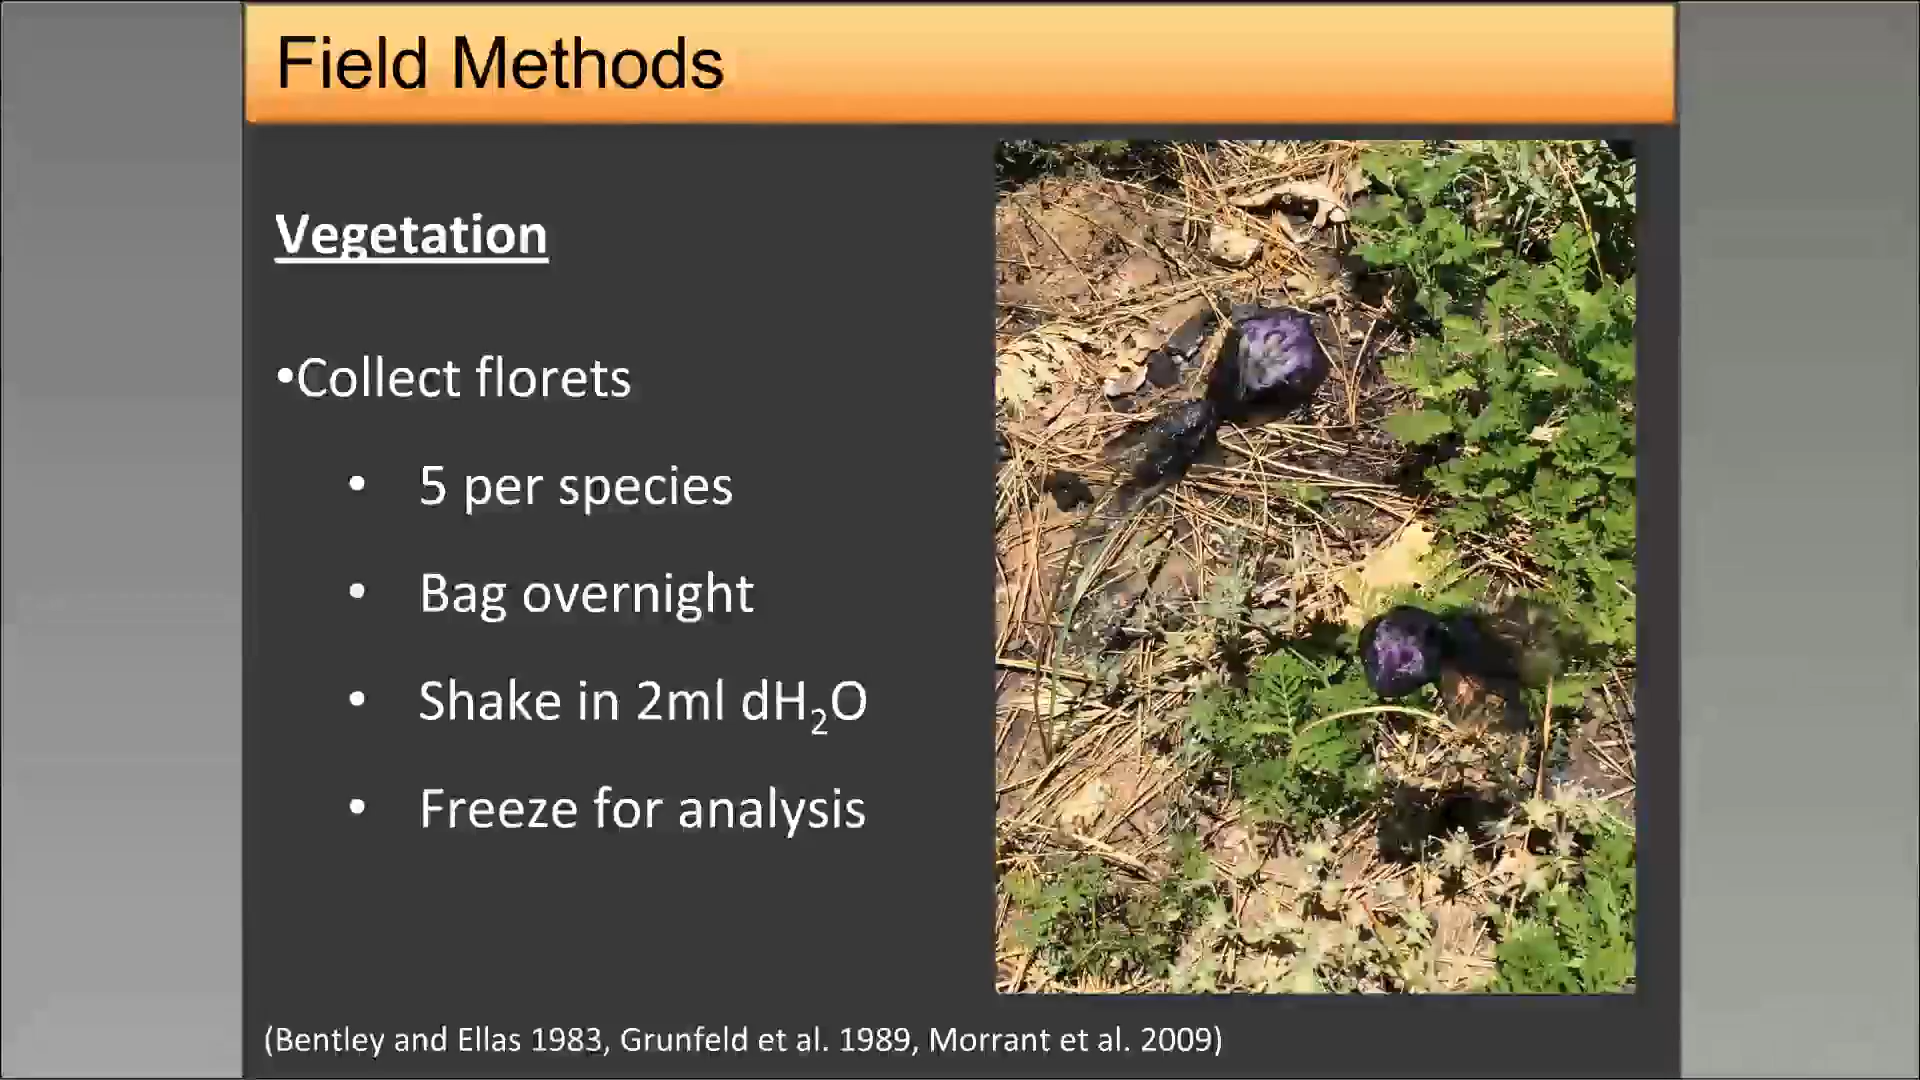 Field Methods
Vegetation
•Collect florets
• 5 per species
• Bag overnight
• Shake in 2ml dH₂O
• Freeze for analysis
(Bentley and Ellas 1983, Grunfeld et al. 1989, Morrant et al. 2009)